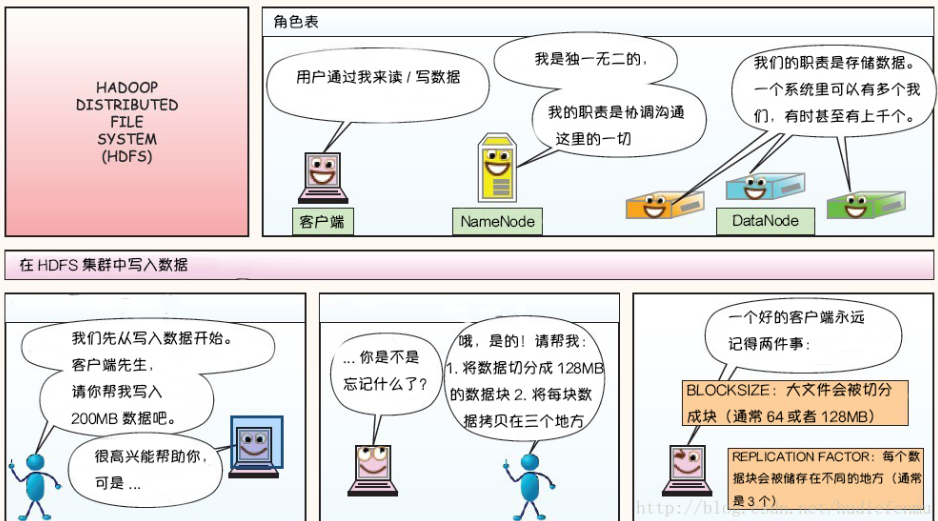 HADOOP
DISTRIBUTED
FILE
SYSTEM
(HDFS)
角色表
用户通过我来读 / 写数据
客户端
我是独一无二的，
我的职责是协调沟通
这里的一切
NameNode
我们的职责是存储数据。
一个系统里可以有多个我
们，有时甚至有上千个。
DataNode
在 HDFS 集群中写入数据
我们先从写入数据开始。
客户端先生，
请你帮我写入
200MB 数据吧。
很高兴能帮助你，
可是 ...
... 你是不是
忘记什么了？
哦，是的！请帮我：
1. 将数据切分成 128MB
的数据块 2. 将每块数
据拷贝在三个地方
一个好的客户端永远
记得两件事：
BLOCKSIZE：大文件会被切分
成块（通常 64 或者 128MB）
REPLICATION FACTOR：每个数
据块会被储存在不同的地方（通常
是 3 个）